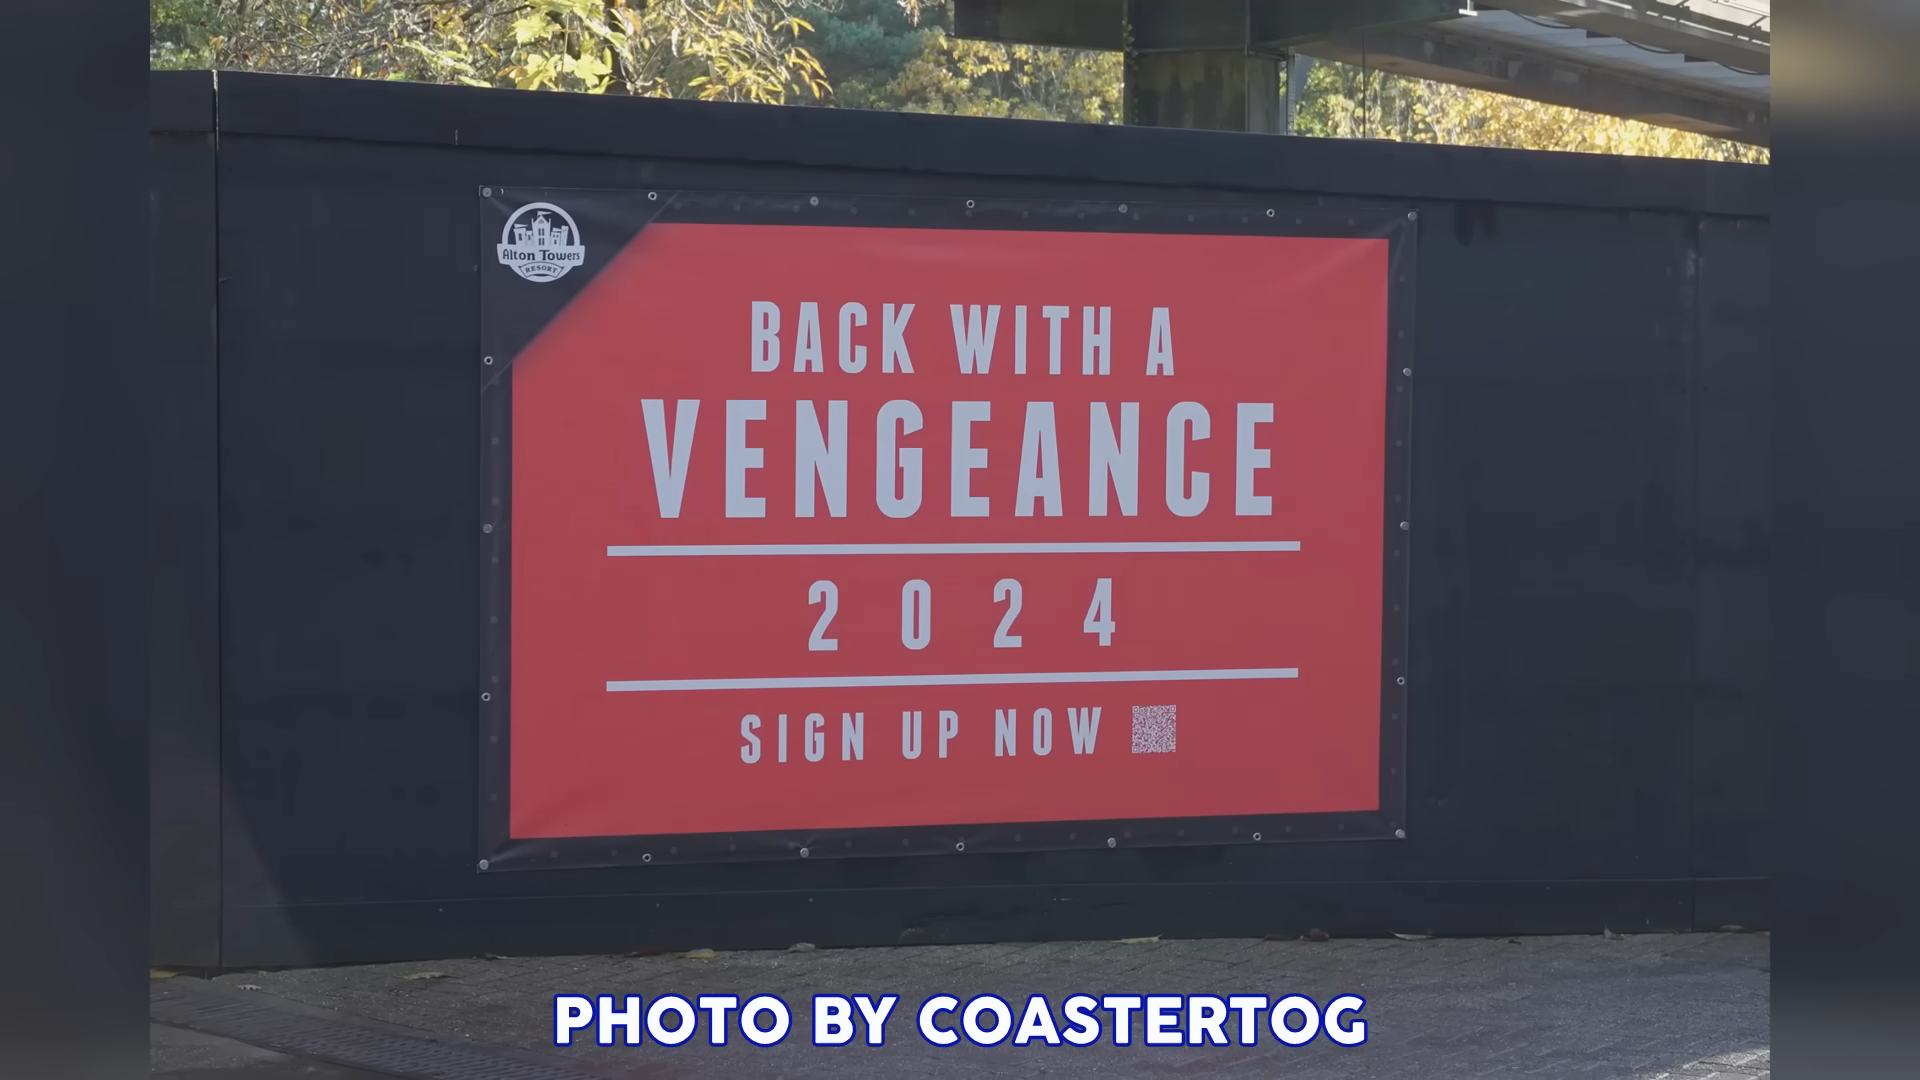 Alton Towers
RESORT
BACK WITH A
VENGEANCE
2024
SIGN UP NOW
PHOTO BY COASTERTOG